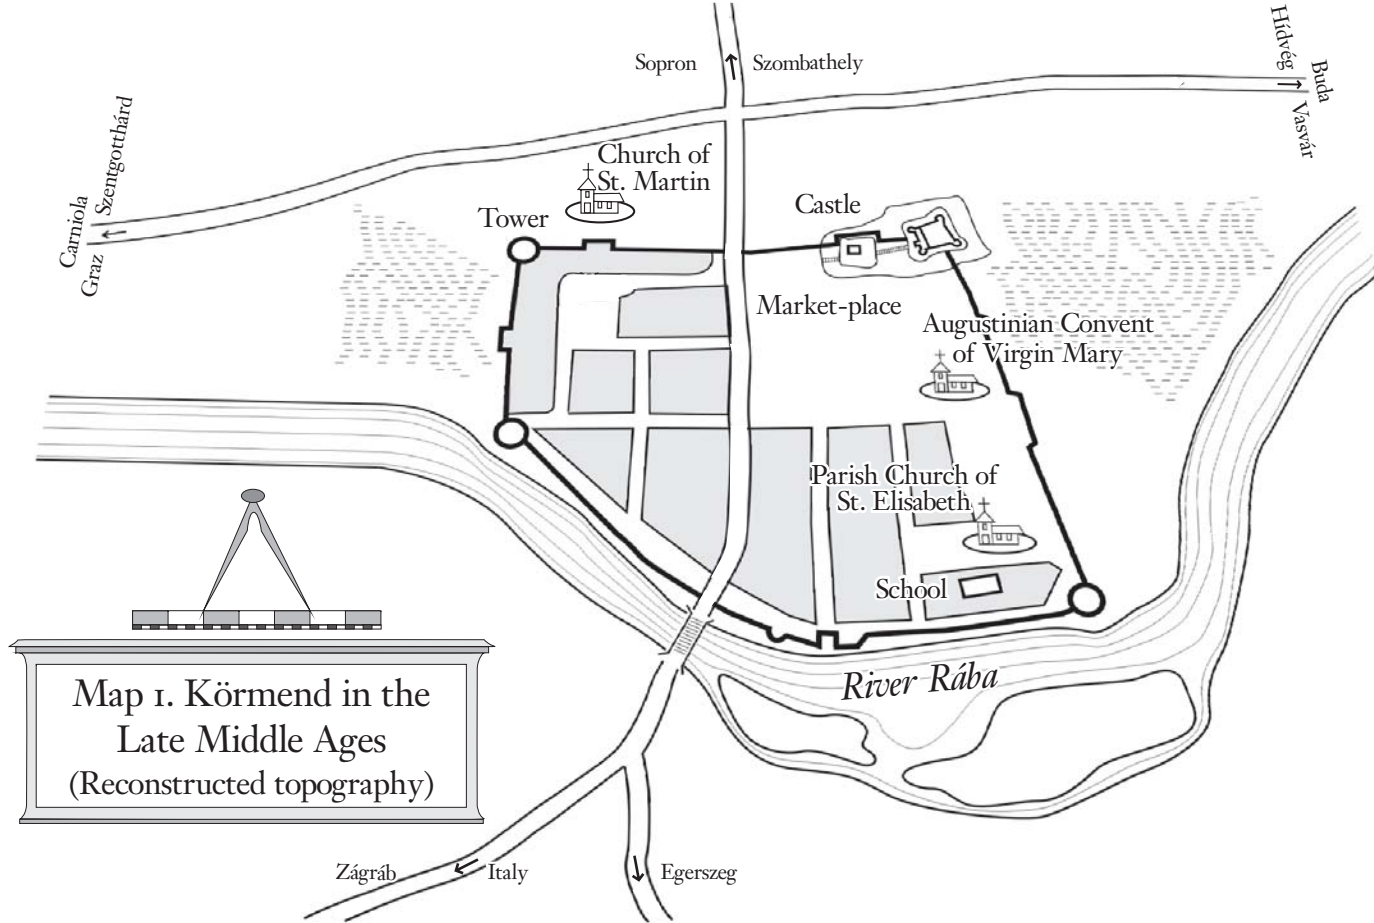 Sopron
Szombathely
Hídvég
Buda
Vasvár
Carniola
Szentgotthárd
Graz
Church of
St. Martin
Tower
Castle
Market-place
Augustinian Convent
of Virgin Mary
Parish Church of
St. Elisabeth
School
River Rába
Map 1. Körmend in the
Late Middle Ages
(Reconstructed topography)
Zágráb
Italy
Egerszeg